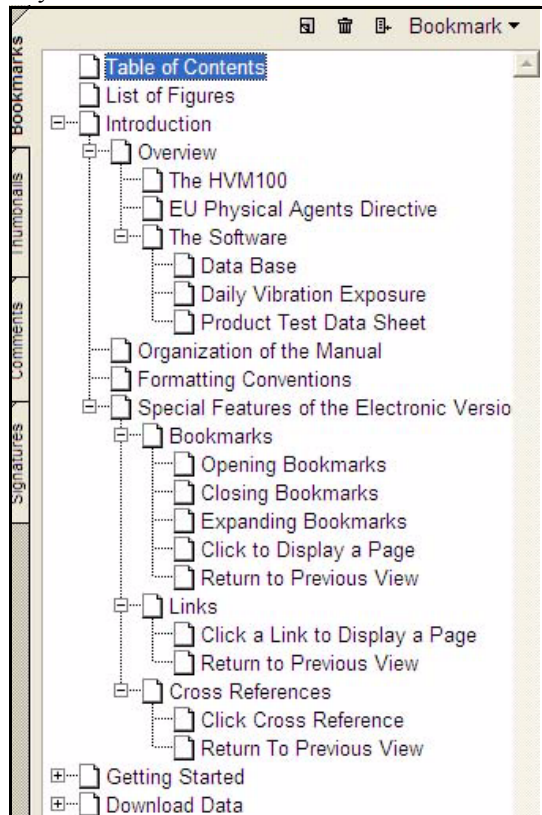 Bookmark
Bookmarks
Thumbnails
Comments
Signatures
Table of Contents
List of Figures
Introduction
Overview
The HVM100
EU Physical Agents Directive
The Software
Data Base
Daily Vibration Exposure
Product Test Data Sheet
Organization of the Manual
Formatting Conventions
Special Features of the Electronic Versio
Bookmarks
Opening Bookmarks
Closing Bookmarks
Expanding Bookmarks
Click to Display a Page
Return to Previous View
Links
Click a Link to Display a Page
Return to Previous View
Cross References
Click Cross Reference
Return To Previous View
Getting Started
Download Data